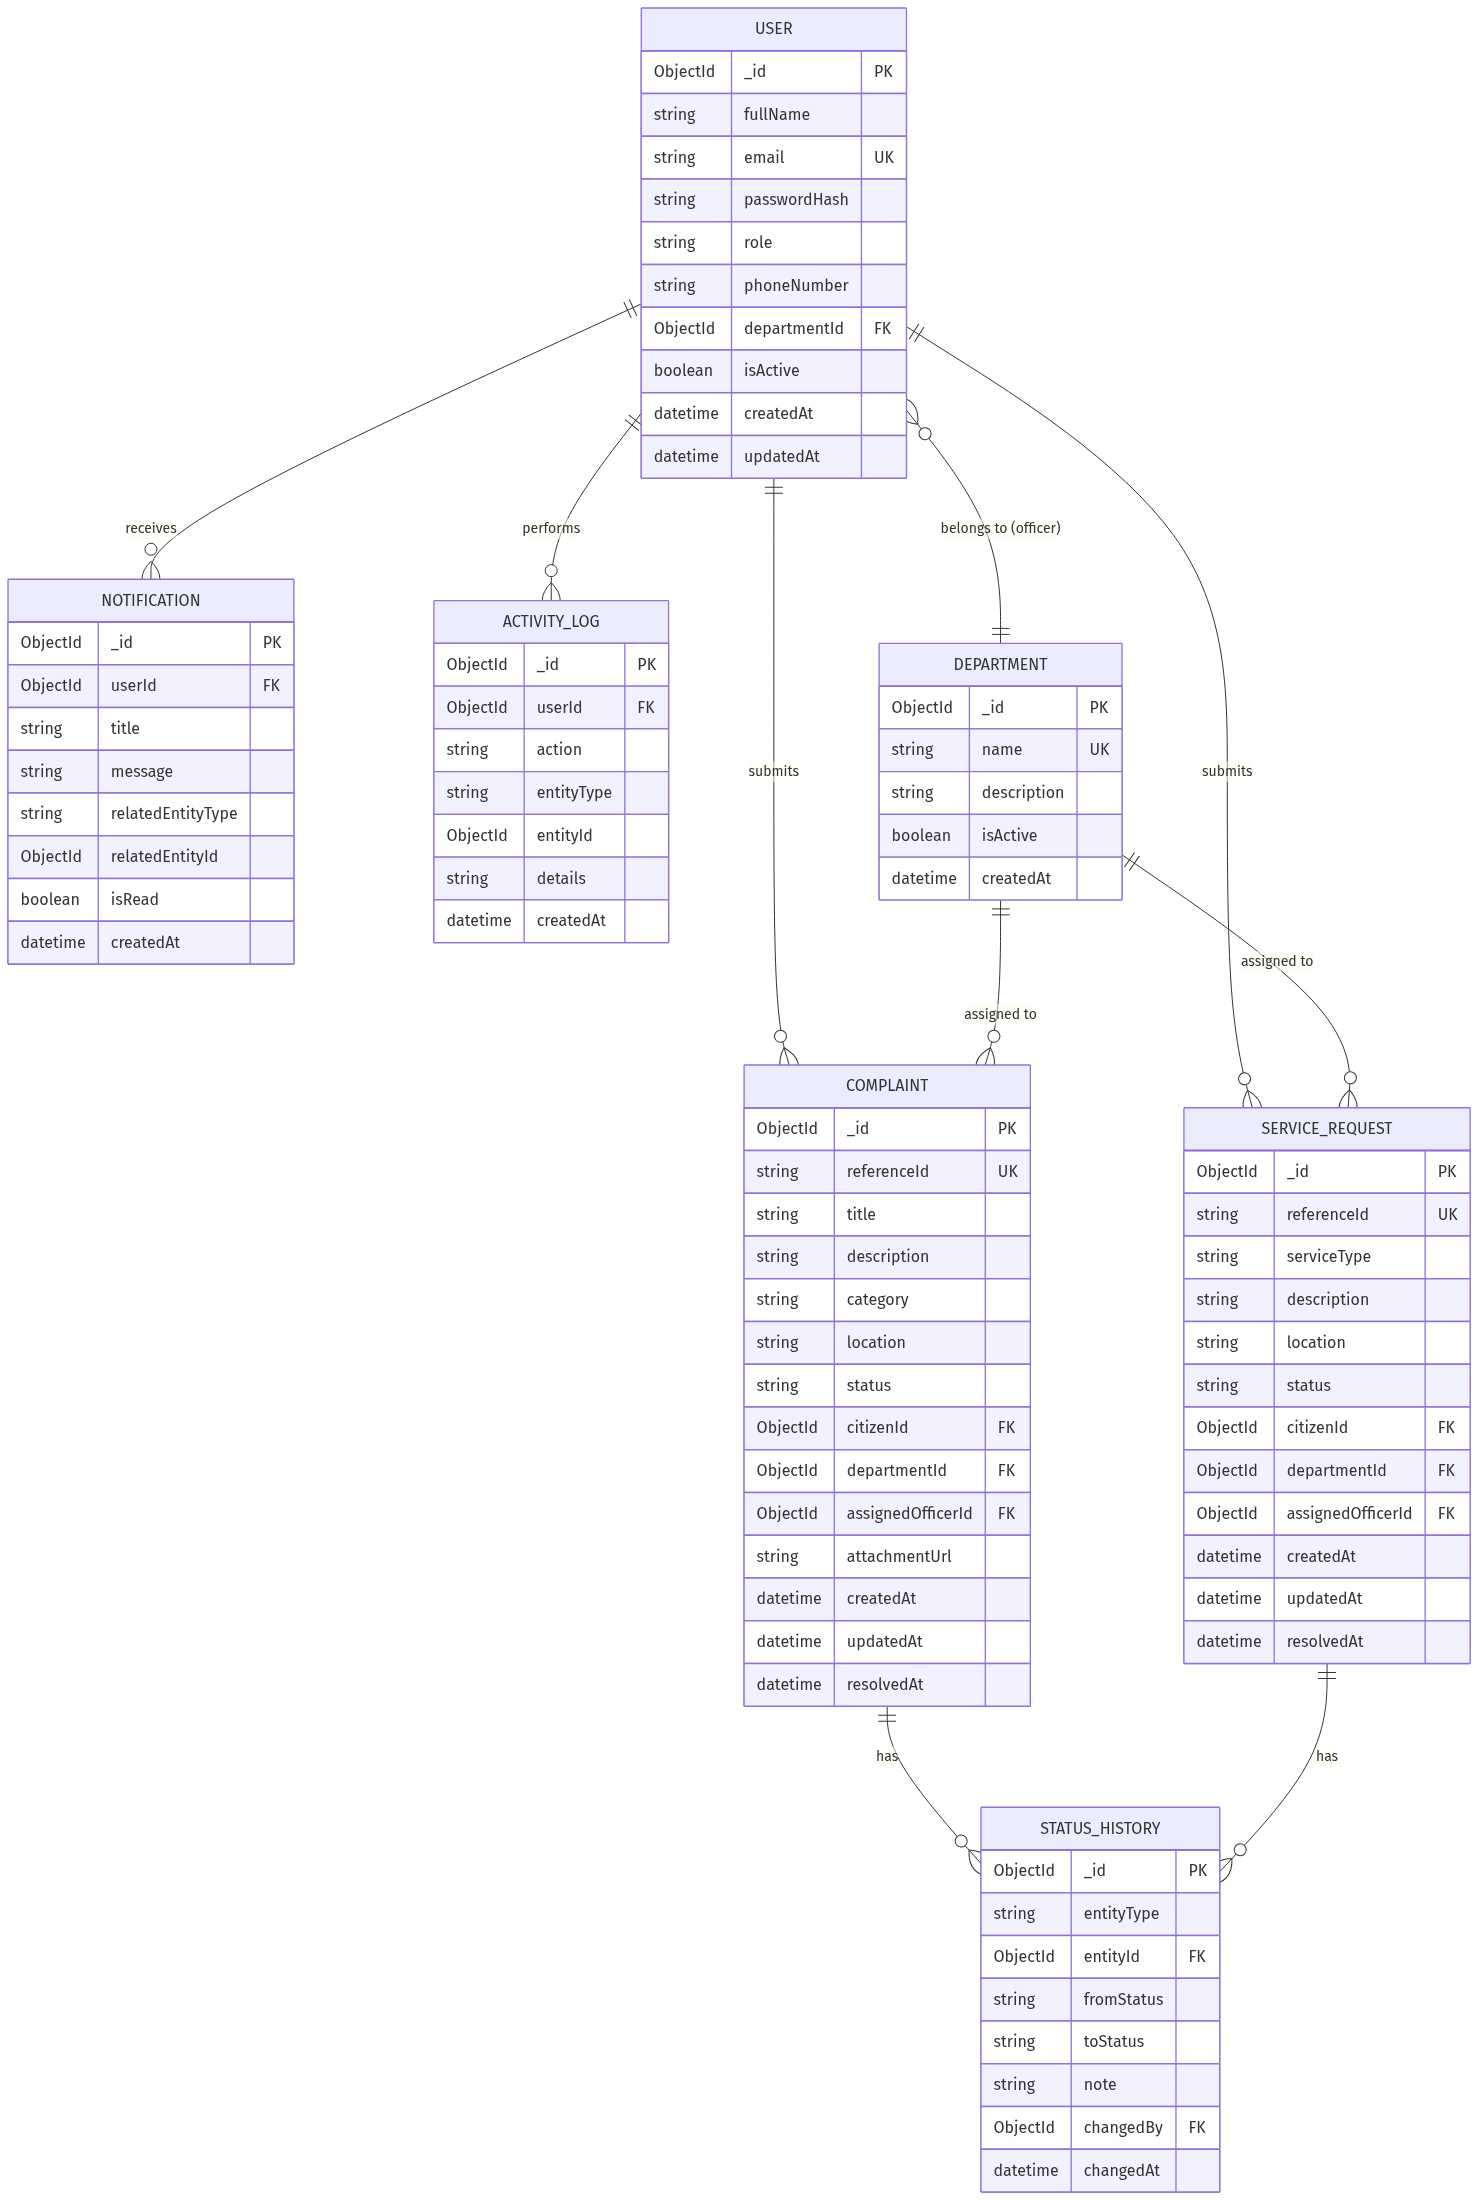 USER
ObjectId _id PK
string fullName
string email UK
string passwordHash
string role
string phoneNumber
ObjectId departmentId FK
boolean isActive
datetime createdAt
datetime updatedAt
receives
performs
belongs to (officer)
submits
submits
NOTIFICATION
ObjectId _id PK
ObjectId userId FK
string title
string message
string relatedEntityType
ObjectId relatedEntityId
boolean isRead
datetime createdAt
ACTIVITY_LOG
ObjectId _id PK
ObjectId userId FK
string action
string entityType
ObjectId entityId
string details
datetime createdAt
DEPARTMENT
ObjectId _id PK
string name UK
string description
boolean isActive
datetime createdAt
assigned to
assigned to
COMPLAINT
ObjectId _id PK
string referenceId UK
string title
string description
string category
string location
string status
ObjectId citizenId FK
ObjectId departmentId FK
ObjectId assignedOfficerId FK
string attachmentUrl
datetime createdAt
datetime updatedAt
datetime resolvedAt
SERVICE_REQUEST
ObjectId _id PK
string referenceId UK
string serviceType
string description
string location
string status
ObjectId citizenId FK
ObjectId departmentId FK
ObjectId assignedOfficerId FK
datetime createdAt
datetime updatedAt
datetime resolvedAt
has
has
STATUS_HISTORY
ObjectId _id PK
string entityType
ObjectId entityId FK
string fromStatus
string toStatus
string note
ObjectId changedBy FK
datetime changedAt